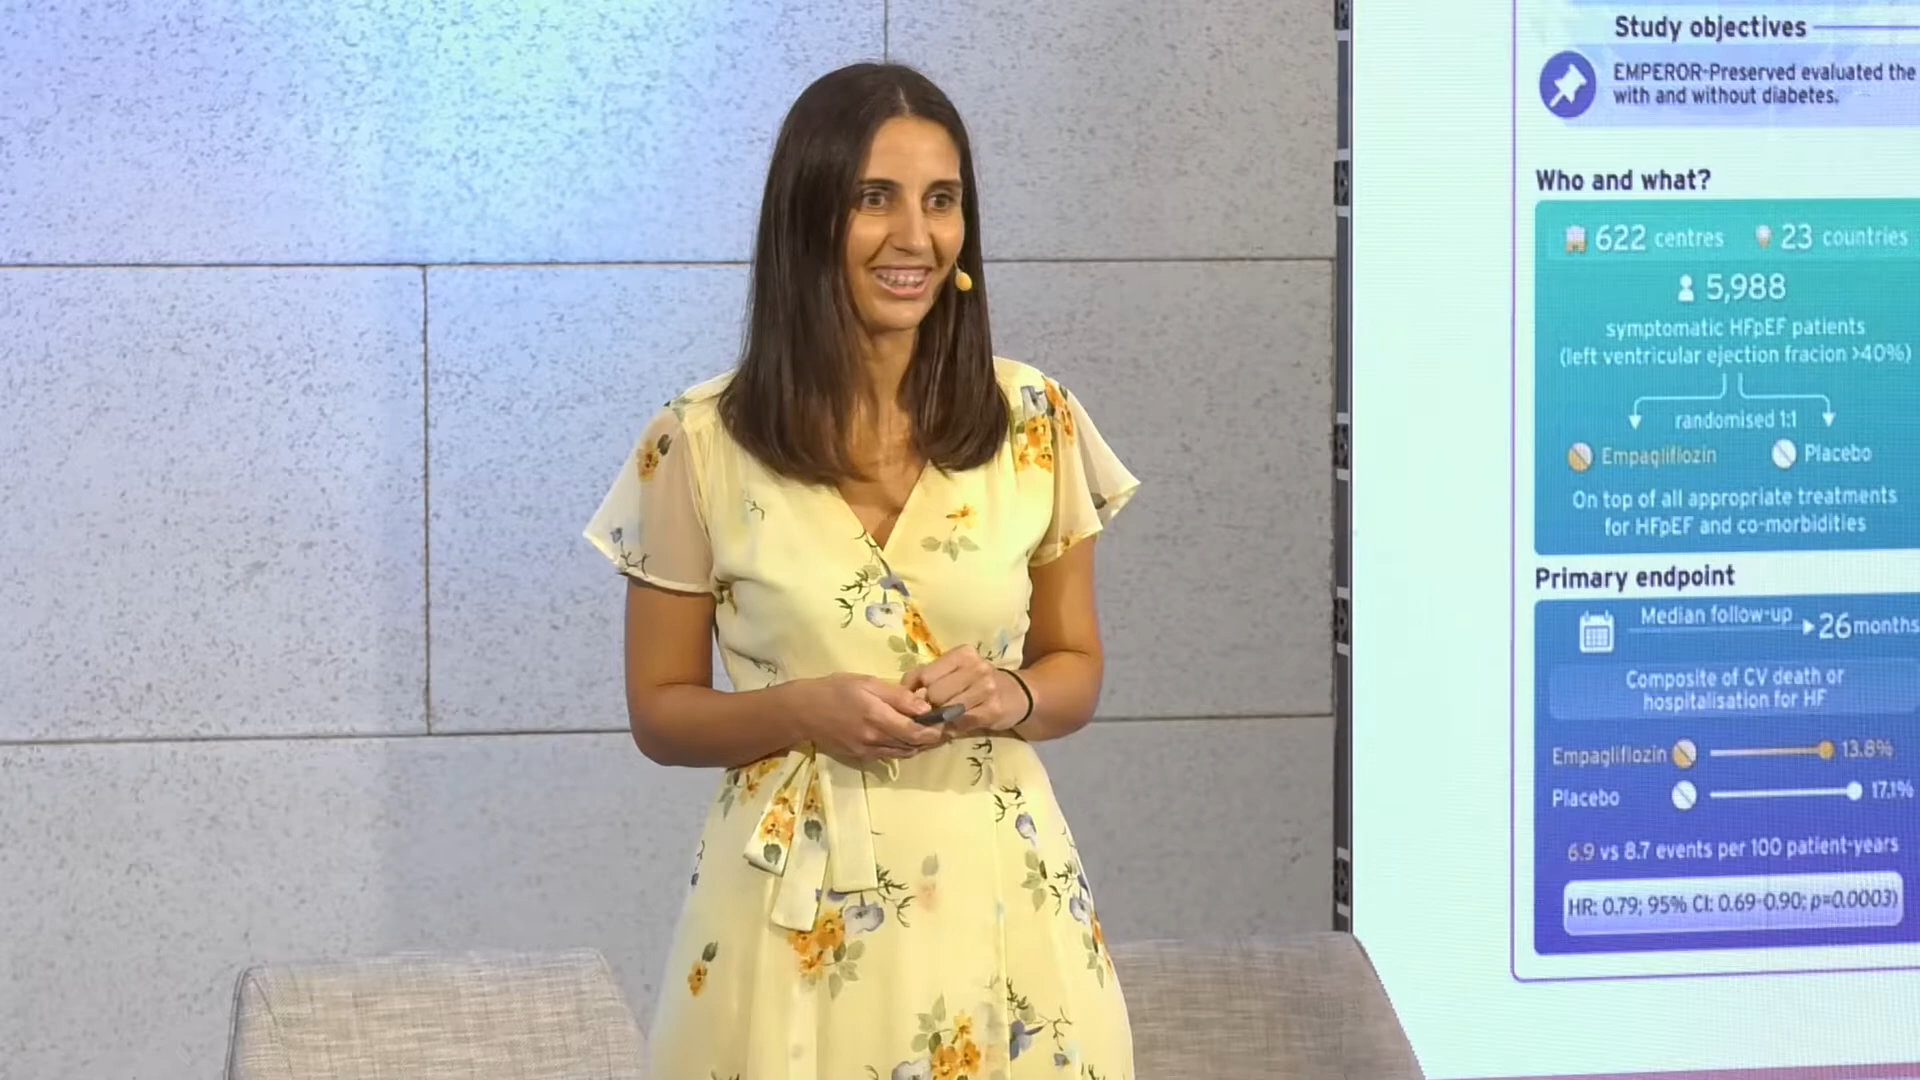 Study objectives
EMPEROR-Preserved evaluated the
with and without diabetes.
Who and what?
622 centres 23 countries
5,988
symptomatic HFpEF patients
(left ventricular ejection fracion >40%)
randomised 1:1
Empagliflozin Placebo
On top of all appropriate treatments
for HFpEF and co-morbidities
Primary endpoint
Median follow-up 26 months
Composite of CV death or
hospitalisation for HF
Empagliflozin 13.8%
Placebo 17.1%
6.9 vs 8.7 events per 100 patient-years
HR: 0.79; 95% CI: 0.69-0.90; p=0.0003)